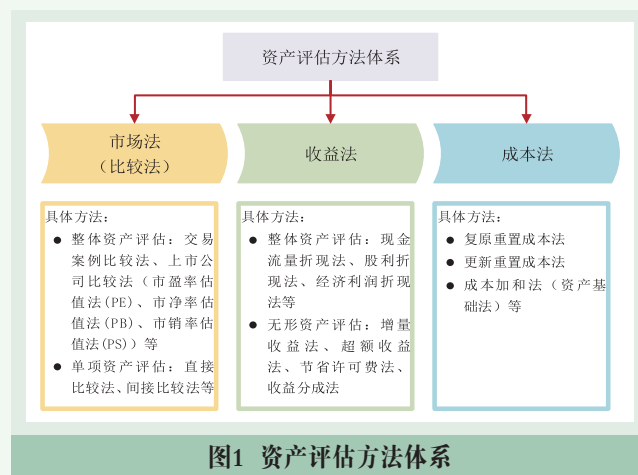 资产评估方法体系
市场法
（比较法）
收益法
成本法
具体方法：
● 整体资产评估：交易
案例比较法、上市公
司比较法（市盈率估
值法(PE)、市净率估
值法(PB)、市销率估
值法(PS)）等
● 单项资产评估：直接
比较法、间接比较法等
具体方法：
● 整体资产评估：现金
流量折现法、股利折
现法、经济利润折现
法等
● 无形资产评估：增量
收益法、超额收益
法、节省许可费法、
收益分成法
具体方法：
● 复原重置成本法
● 更新重置成本法
● 成本加和法（资产基
础法）等
图1 资产评估方法体系